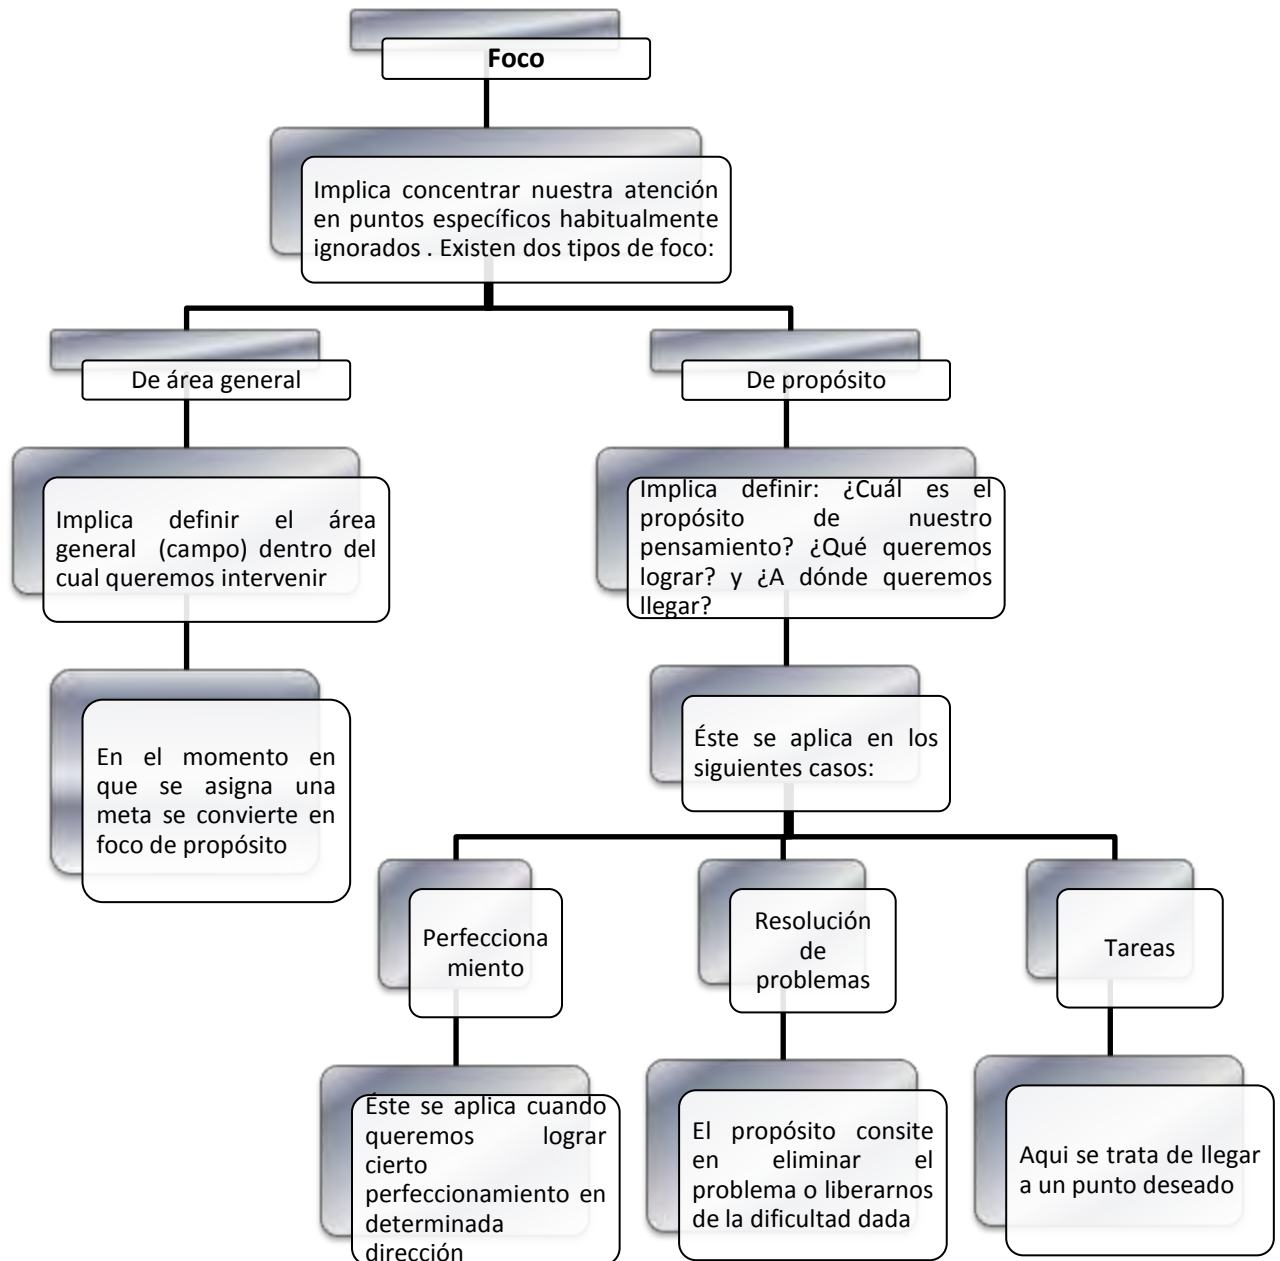 Foco
Implica concentrar nuestra atención
en puntos específicos habitualmente
ignorados . Existen dos tipos de foco:
De área general
De propósito
Implica definir el área
general (campo) dentro del
cual queremos intervenir
Implica definir: ¿Cuál es el
propósito de nuestro
pensamiento? ¿Qué queremos
lograr? y ¿A dónde queremos
llegar?
En el momento en
que se asigna una
meta se convierte en
foco de propósito
Éste se aplica en los
siguientes casos:
Perfecciona
miento
Resolución
de
problemas
Tareas
Éste se aplica cuando
queremos lograr
cierto
perfeccionamiento en
determinada
dirección
El propósito consite
en eliminar el
problema o liberarnos
de la dificultad dada
Aqui se trata de llegar
a un punto deseado